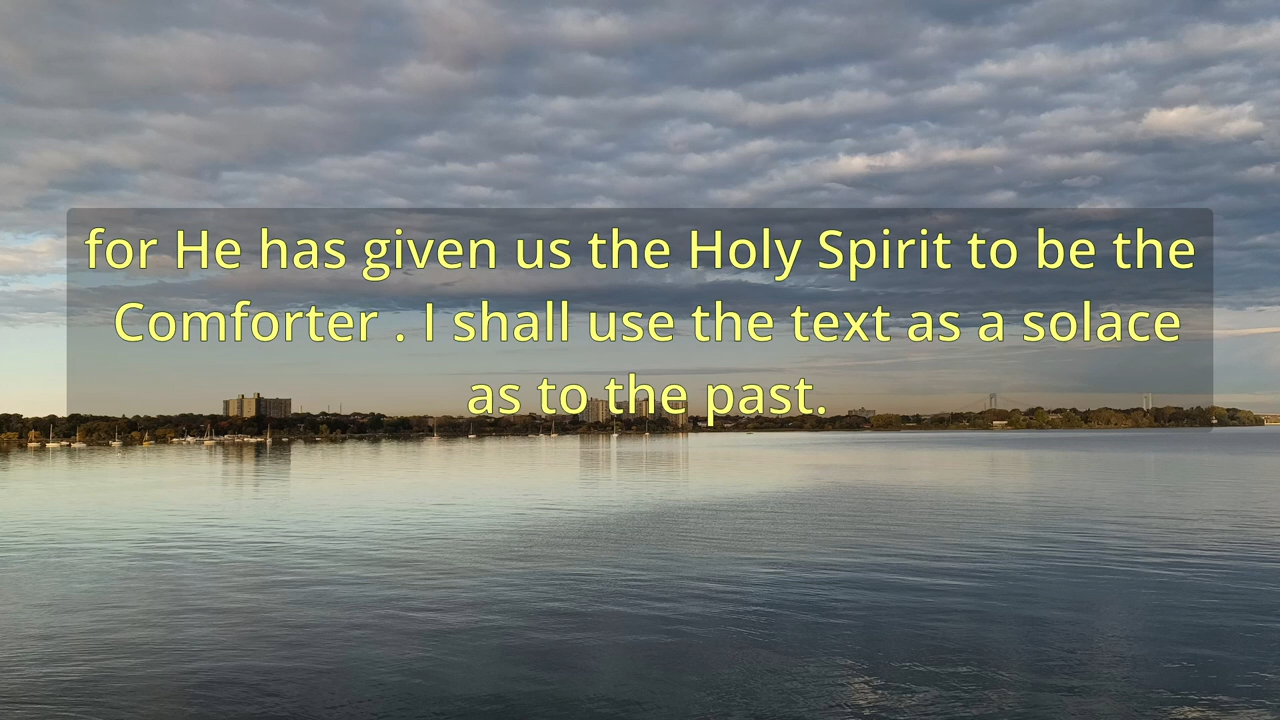 for He has given us the Holy Spirit to be the
Comforter . I shall use the text as a solace
as to the past.